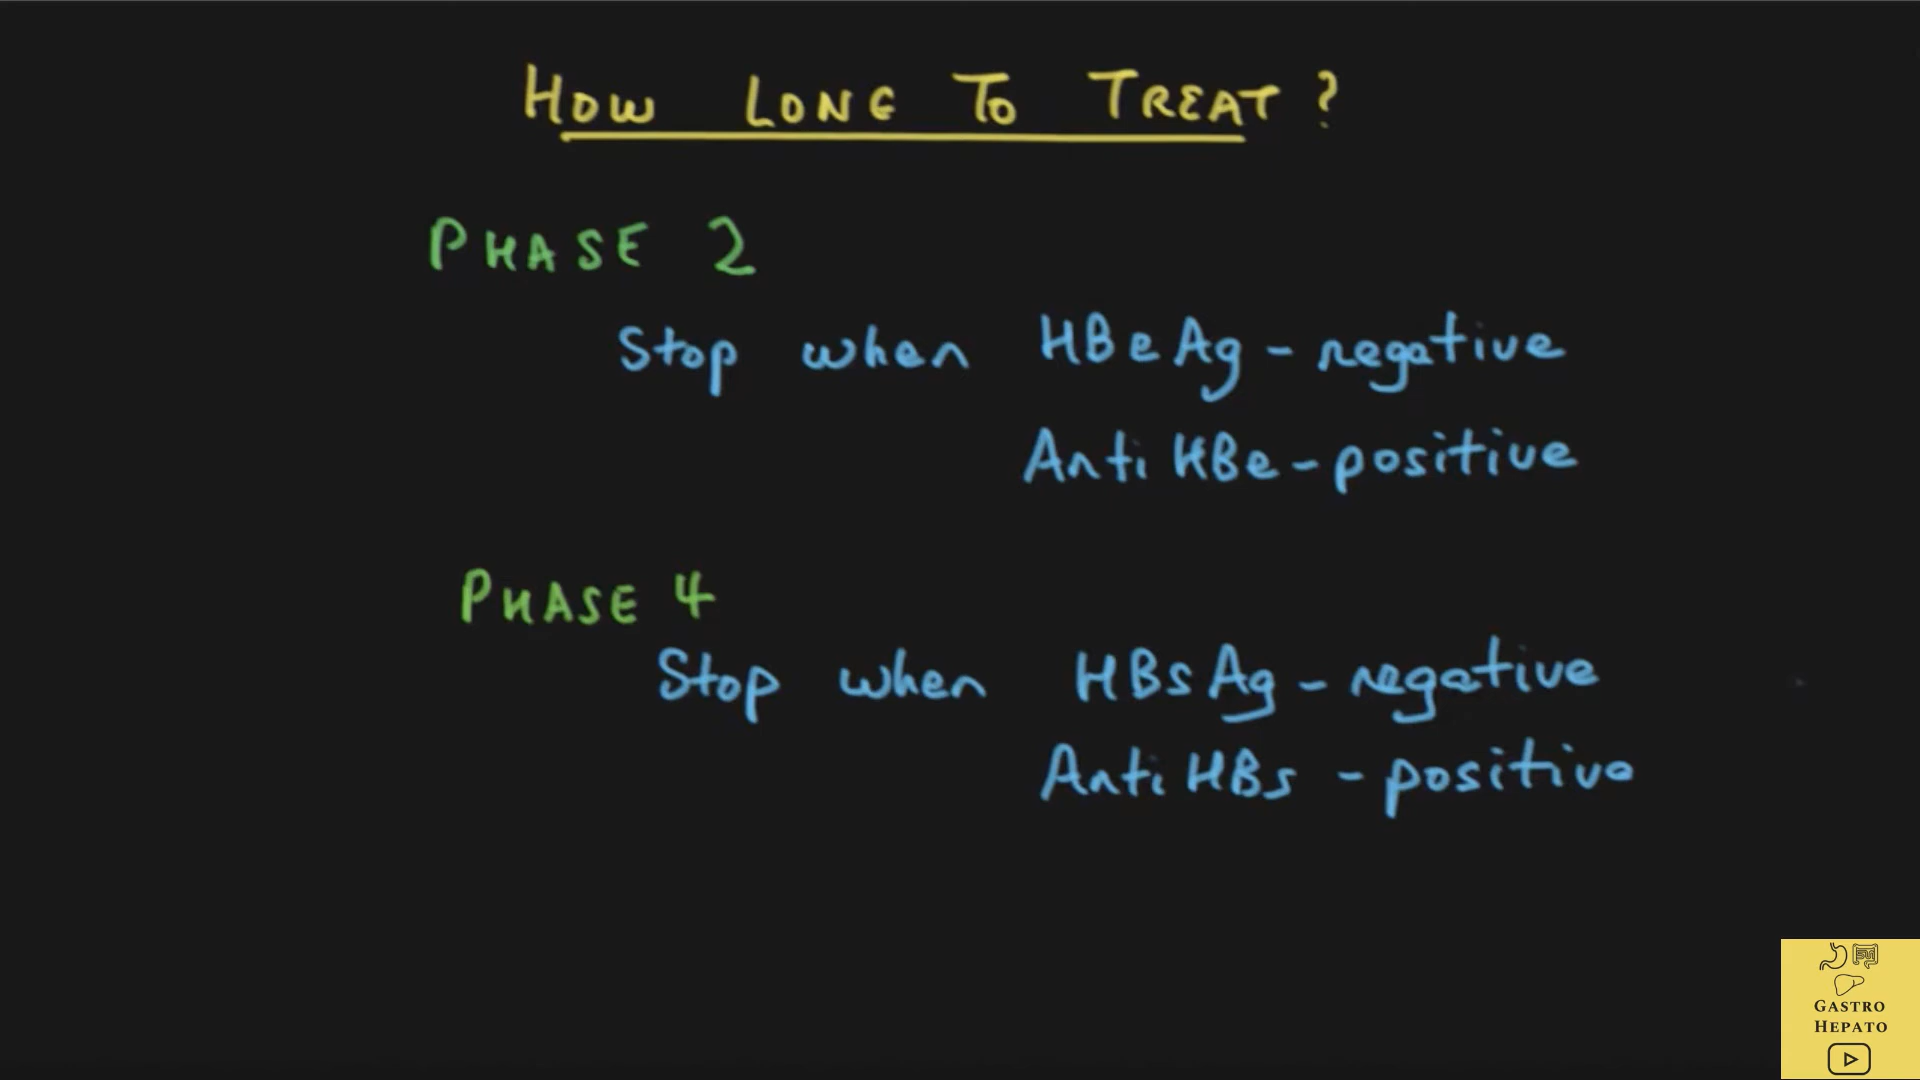 HOW LONG TO TREAT?
PHASE 2
Stop when HBeAg - negative
Anti HBe - positive
PHASE 4
Stop when HBsAg - negative
Anti HBs - positive
GASTRO
HEPATO